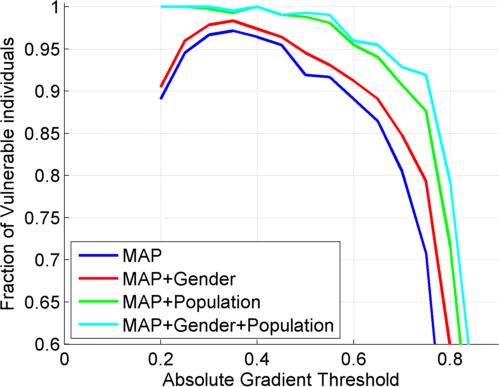 1
0.95
0.9
0.85
0.8
0.75
0.7
0.65
0.6
Fraction of Vulnerable individuals
MAP
MAP+Gender
MAP+Population
MAP+Gender+Population
0 0.2 0.4 0.6 0.8
Absolute Gradient Threshold